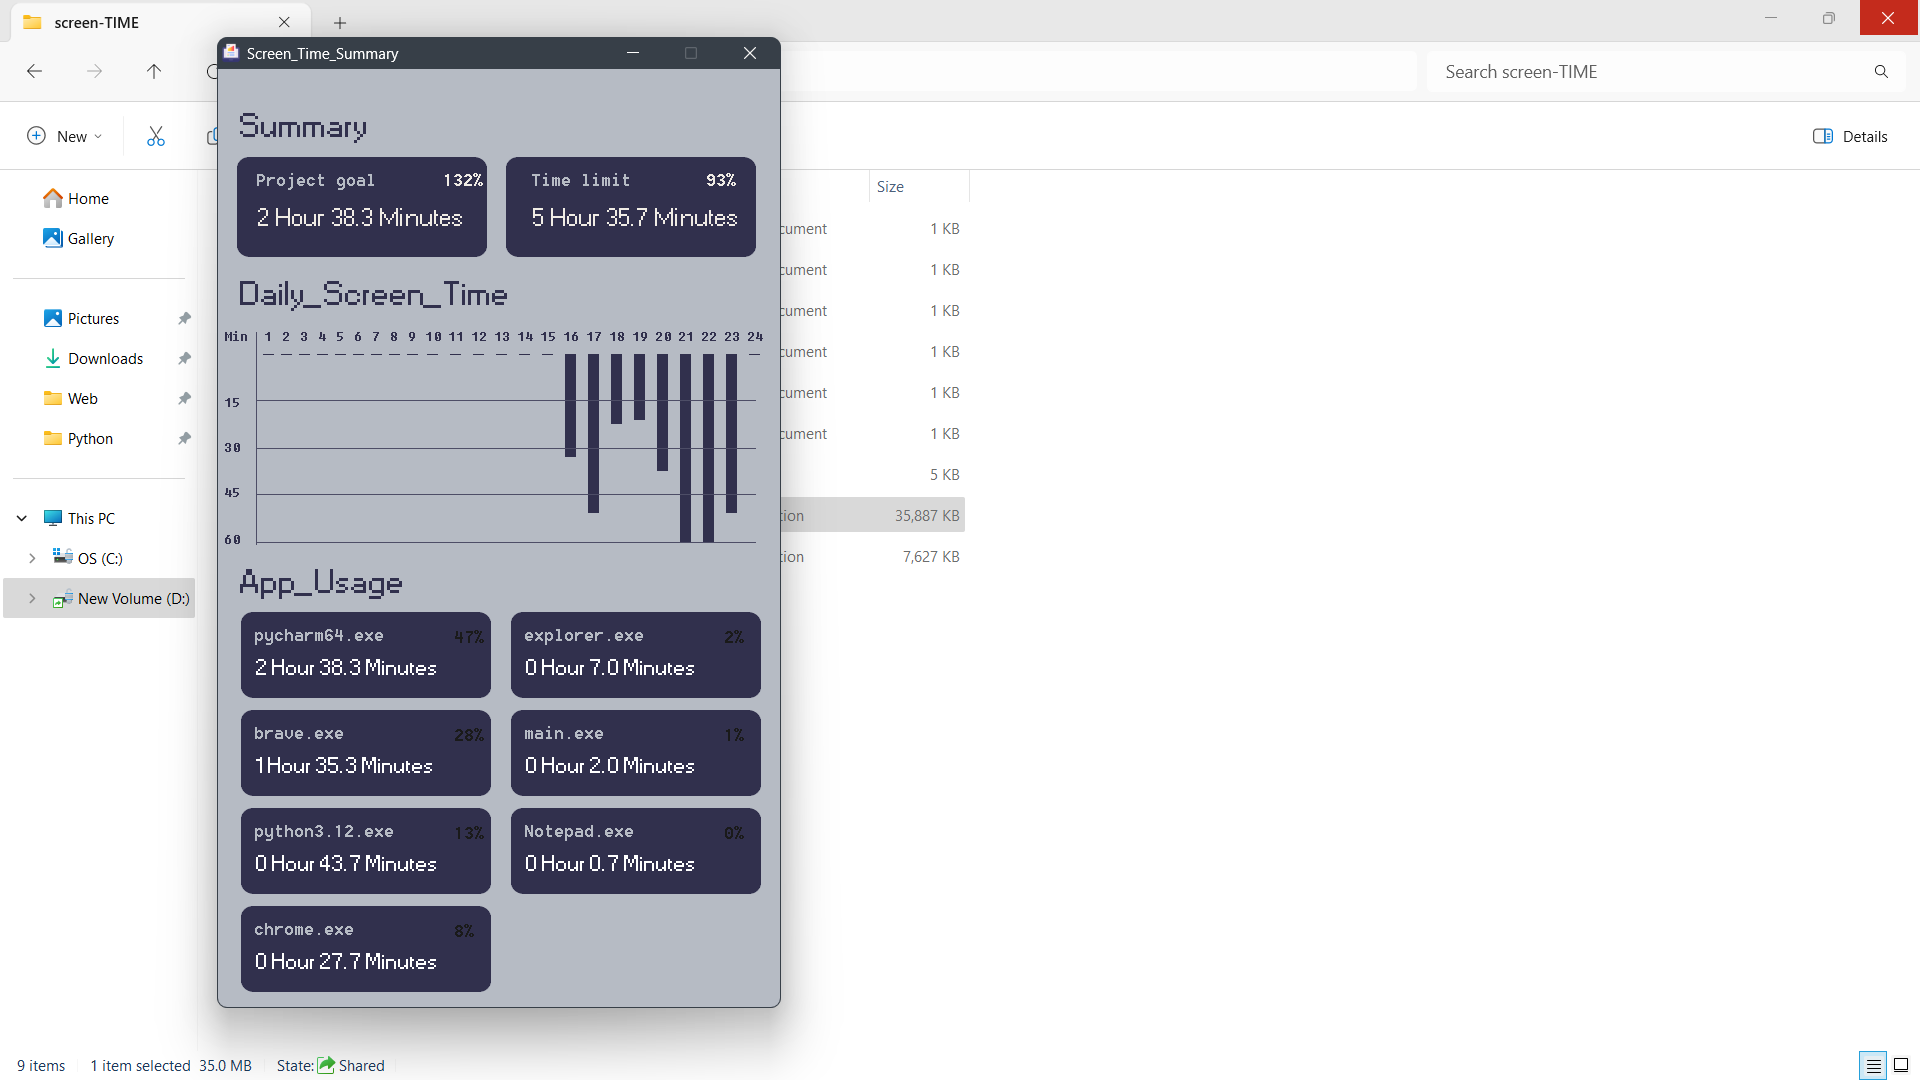 screen-TIME
Screen_Time_Summary
Search screen-TIME
New
Details
Home
Gallery
Pictures
Downloads
Web
Python
This PC
OS (C:)
New Volume (D:)
Summary
Project goal 132%
2 Hour 38.3 Minutes
Time limit 93%
5 Hour 35.7 Minutes
Daily_Screen_Time
Min 1 2 3 4 5 6 7 8 9 10 11 12 13 14 15 16 17 18 19 20 21 22 23 24
15
30
45
60
App_Usage
pycharm64.exe 47%
2 Hour 38.3 Minutes
explorer.exe 2%
0 Hour 7.0 Minutes
brave.exe 28%
1 Hour 35.3 Minutes
main.exe 1%
0 Hour 2.0 Minutes
python3.12.exe 13%
0 Hour 43.7 Minutes
Notepad.exe 0%
0 Hour 0.7 Minutes
chrome.exe 8%
0 Hour 27.7 Minutes
Size
cument 1 KB
cument 1 KB
cument 1 KB
cument 1 KB
cument 1 KB
cument 1 KB
5 KB
tion 35,887 KB
tion 7,627 KB
9 items 1 item selected 35.0 MB State: Shared